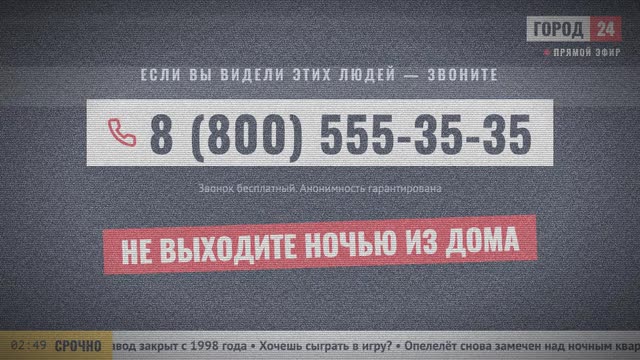 ГОРОД 24
ПРЯМОЙ ЭФИР
ЕСЛИ ВЫ ВИДЕЛИ ЭТИХ ЛЮДЕЙ — ЗВОНИТЕ
8 (800) 555-35-35
Звонок бесплатный. Анонимность гарантирована
НЕ ВЫХОДИТЕ НОЧЬЮ ИЗ ДОМА
02:49 СРОЧНО закрыт с 1998 года • Хочешь сыграть в игру? • Опелелёт снова замечен над ночным